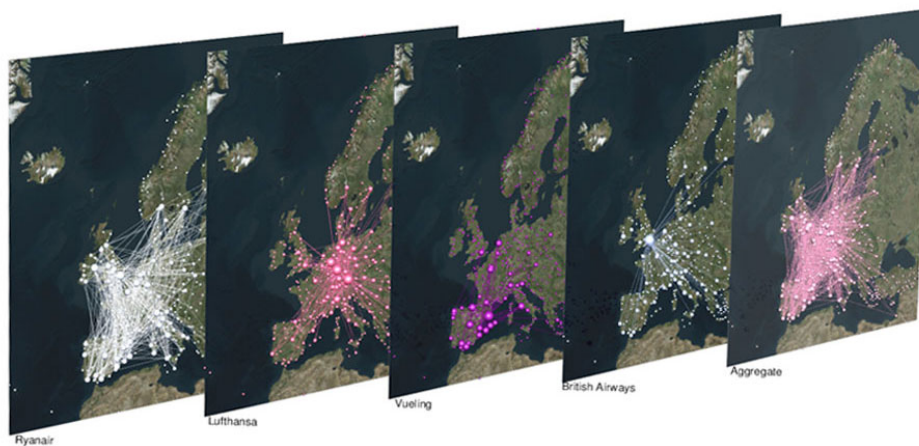 Ryanair
Lufthansa
Vueling
British Airways
Aggregate